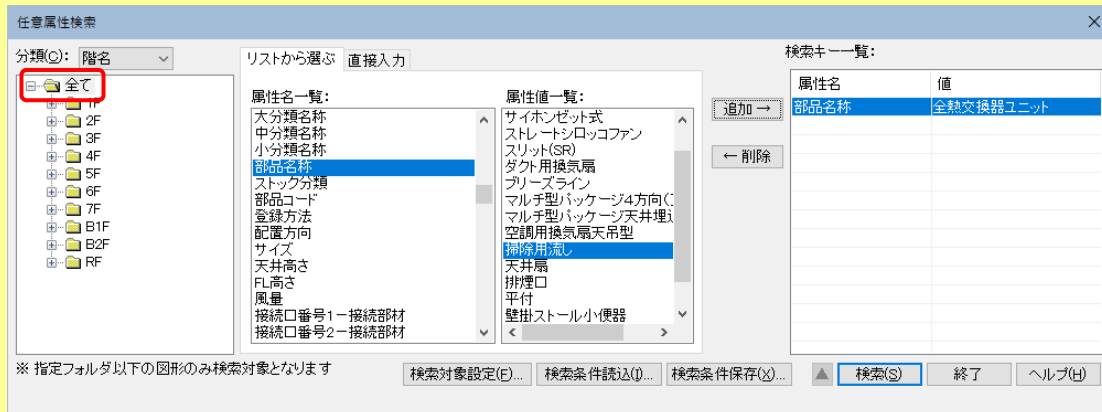 任意属性検索
分類(C): 階名
リストから選ぶ 直接入力
検索キー一覧:
全て
1F
2F
3F
4F
5F
6F
7F
B1F
B2F
RF
属性名一覧:
大分類名称
中分類名称
小分類名称
部品名称
ストック分類
部品コード
登録方法
配置方向
サイズ
天井高さ
FL高さ
風量
接続口番号1-接続部材
接続口番号2-接続部材
属性値一覧:
サイホンゼット式
ストレートシロッコファン
スリット(SR)
ダクト用換気扇
ブリーズライン
マルチ型パッケージ4方向(
マルチ型パッケージ天井埋
空調用換気扇天吊型
掃除用流し
天井扇
排煙口
平付
壁掛ストール小便器
追加→
←削除
属性名 値
部品名称 全熱交換器ユニット
※ 指定フォルダ以下の図形のみ検索対象となります
検索対象設定(F)... 検索条件読込(I)... 検索条件保存(X)... ▲ 検索(S) 終了 ヘルプ(H)